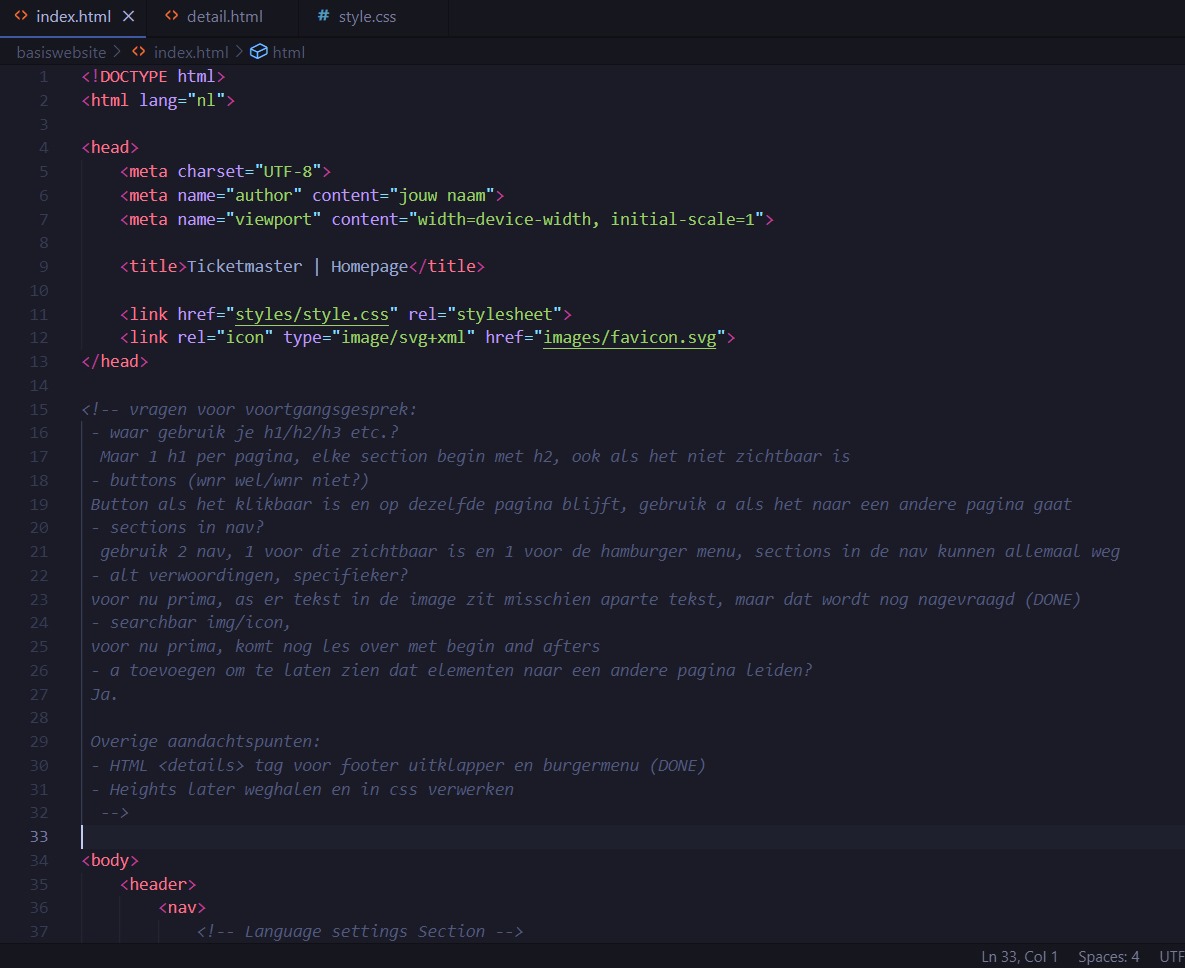 index.html
detail.html
# style.css
basiswebsite > index.html > html
1 <!DOCTYPE html>
2 <html lang="nl">
3
4 <head>
5 <meta charset="UTF-8">
6 <meta name="author" content="jouw naam">
7 <meta name="viewport" content="width=device-width, initial-scale=1">
8
9 <title>Ticketmaster | Homepage</title>
10
11 <link href="styles/style.css" rel="stylesheet">
12 <link rel="icon" type="image/svg+xml" href="images/favicon.svg">
13 </head>
14
15 <!-- vragen voor voortgangsgesprek:
16 - waar gebruik je h1/h2/h3 etc.?
17 Maar 1 h1 per pagina, elke section begin met h2, ook als het niet zichtbaar is
18 - buttons (wnr wel/wnr niet?)
19 Button als het klikbaar is en op dezelfde pagina blijft, gebruik a als het naar een andere pagina gaat
20 - sections in nav?
21 gebruik 2 nav, 1 voor die zichtbaar is en 1 voor de hamburger menu, sections in de nav kunnen allemaal weg
22 - alt verwoordingen, specifieker?
23 voor nu prima, as er tekst in de image zit misschien aparte tekst, maar dat wordt nog nagevraagd (DONE)
24 - searchbar img/icon,
25 voor nu prima, komt nog les over met begin and afters
26 - a toevoegen om te laten zien dat elementen naar een andere pagina leiden?
27 Ja.
28
29 Overige aandachtspunten:
30 - HTML <details> tag voor footer uitklapper en burgermenu (DONE)
31 - Heights later weghalen en in css verwerken
32 -->
33
34 <body>
35 <header>
36 <nav>
37 <!-- Language settings Section -->
Ln 33, Col 1 Spaces: 4 UTF